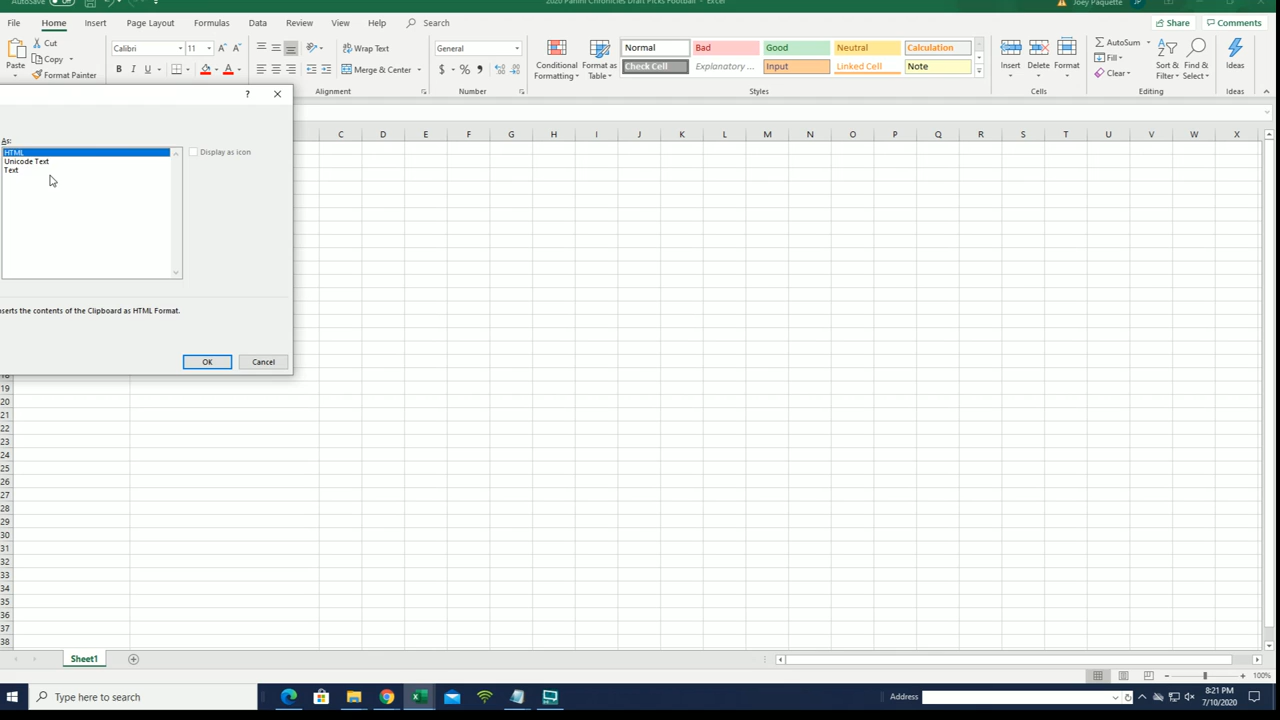 AutoSave Off 2020 Panini Chronicles Draft Picks Football - Excel Joey Paquette JP
File Home Insert Page Layout Formulas Data Review View Help Search Share Comments
Cut
Copy
Format Painter
Paste
Calibri 11 A A
B I U A
Wrap Text
Merge & Center
General
$ % ,
Conditional Formatting
Format as Table
Normal Bad Good Neutral Calculation
Check Cell Explanatory ... Input Linked Cell Note
Insert Delete Format
AutoSum
Fill
Clear
Sort & Filter
Find & Select
Ideas
Alignment Number Styles Cells Editing Ideas
? 
As:
HTML
Unicode Text
Text
Display as icon
nserts the contents of the Clipboard as HTML Format.
OK Cancel
C D E F G H I J K L M N O P Q R S T U V W X
18
19
20
21
22
23
24
25
26
27
28
29
30
31
32
33
34
35
36
37
38
Sheet1
100%
Type here to search
Address
8:21 PM
7/10/2020